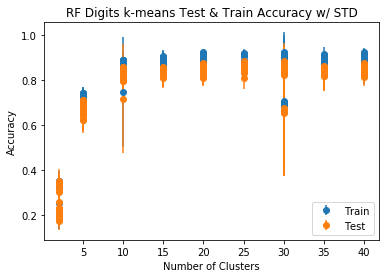 RF Digits k-means Test & Train Accuracy w/ STD
1.0
0.8
0.6
0.4
0.2
Accuracy
5 10 15 20 25 30 35 40
Number of Clusters
Train
Test